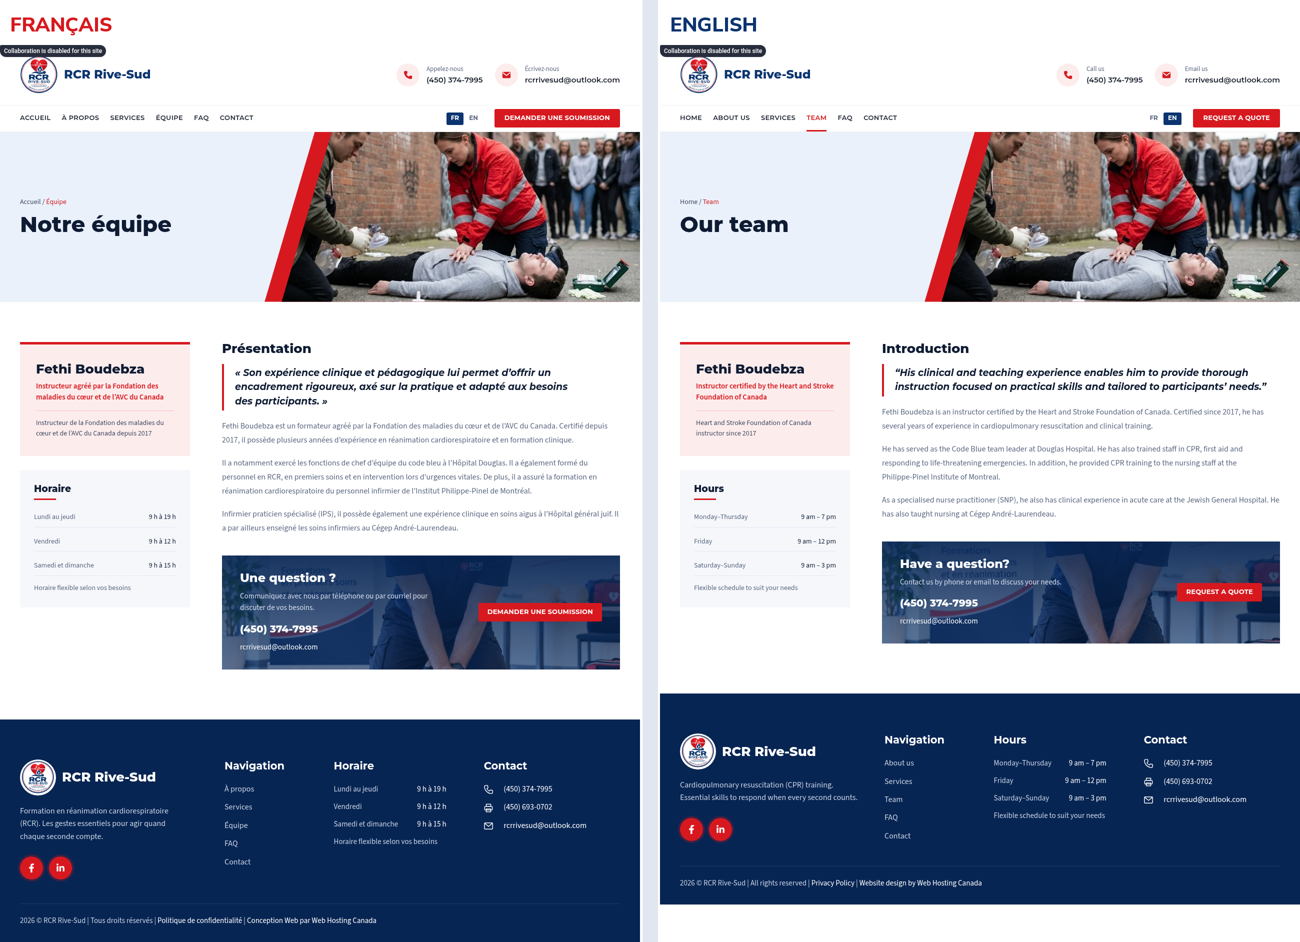 FRANÇAIS
Collaboration is disabled for this site
RCR
RCR Rive-Sud
Appelez-nous
(450) 374-7995
Écrivez-nous
rcrrivesud@outlook.com
ACCUEIL À PROPOS SERVICES ÉQUIPE FAQ CONTACT
FR EN
DEMANDER UNE SOUMISSION
Accueil / Équipe
Notre équipe
Fethi Boudebza
Instructeur agréé par la Fondation des
maladies du cœur et de l'AVC du Canada
Instructeur de la Fondation des maladies du
cœur et de l'AVC du Canada depuis 2017
Horaire
Lundi au jeudi 9 h à 19 h
Vendredi 9 h à 12 h
Samedi et dimanche 9 h à 15 h
Horaire flexible selon vos besoins
Présentation
« Son expérience clinique et pédagogique lui permet d'offrir un
encadrement rigoureux, axé sur la pratique et adapté aux besoins
des participants. »
Fethi Boudebza est un formateur agréé par la Fondation des maladies du cœur et de l'AVC du Canada. Certifié depuis
2017, il possède plusieurs années d'expérience en réanimation cardiorespiratoire et en formation clinique.
Il a notamment exercé les fonctions de chef d'équipe du code bleu à l'Hôpital Douglas. Il a également formé du
personnel en RCR, en premiers soins et en intervention lors d'urgences vitales. De plus, il a assuré la formation en
réanimation cardiorespiratoire du personnel infirmier de l'Institut Philippe-Pinel de Montréal.
Infirmier praticien spécialisé (IPS), il possède également une expérience clinique en soins aigus à l'Hôpital général juif. Il
a par ailleurs enseigné les soins infirmiers au Cégep André-Laurendeau.
Une question ?
Communiquez avec nous par téléphone ou par courriel pour
discuter de vos besoins.
(450) 374-7995
rcrrivesud@outlook.com
DEMANDER UNE SOUMISSION
RCR
RCR Rive-Sud
Formation en réanimation cardiorespiratoire
(RCR). Les gestes essentiels pour agir quand
chaque seconde compte.
Navigation
À propos
Services
Équipe
FAQ
Contact
Horaire
Lundi au jeudi 9 h à 19 h
Vendredi 9 h à 12 h
Samedi et dimanche 9 h à 15 h
Horaire flexible selon vos besoins
Contact
(450) 374-7995
(450) 693-0702
rcrrivesud@outlook.com
2026 © RCR Rive-Sud | Tous droits réservés | Politique de confidentialité | Conception Web par Web Hosting Canada
ENGLISH
Collaboration is disabled for this site
RCR
RCR Rive-Sud
Call us
(450) 374-7995
Email us
rcrrivesud@outlook.com
HOME ABOUT US SERVICES TEAM FAQ CONTACT
FR EN
REQUEST A QUOTE
Home / Team
Our team
Fethi Boudebza
Instructor certified by the Heart and Stroke
Foundation of Canada
Heart and Stroke Foundation of Canada
instructor since 2017
Hours
Monday–Thursday 9 am – 7 pm
Friday 9 am – 12 pm
Saturday–Sunday 9 am – 3 pm
Flexible schedule to suit your needs
Introduction
“His clinical and teaching experience enables him to provide thorough
instruction focused on practical skills and tailored to participants’ needs.”
Fethi Boudebza is an instructor certified by the Heart and Stroke Foundation of Canada. Certified since 2017, he has
several years of experience in cardiopulmonary resuscitation and clinical training.
He has served as the Code Blue team leader at Douglas Hospital. He has also trained staff in CPR, first aid and
responding to life-threatening emergencies. In addition, he provided CPR training to the nursing staff at the
Philippe-Pinel Institute of Montreal.
As a specialised nurse practitioner (SNP), he also has clinical experience in acute care at the Jewish General Hospital. He
has also taught nursing at Cégep André-Laurendeau.
Have a question?
Contact us by phone or email to discuss your needs.
(450) 374-7995
rcrrivesud@outlook.com
REQUEST A QUOTE
RCR
RCR Rive-Sud
Cardiopulmonary resuscitation (CPR) training.
Essential skills to respond when every second counts.
Navigation
About us
Services
Team
FAQ
Contact
Hours
Monday–Thursday 9 am – 7 pm
Friday 9 am – 12 pm
Saturday–Sunday 9 am – 3 pm
Flexible schedule to suit your needs
Contact
(450) 374-7995
(450) 693-0702
rcrrivesud@outlook.com
2026 © RCR Rive-Sud | All rights reserved | Privacy Policy | Website design by Web Hosting Canada